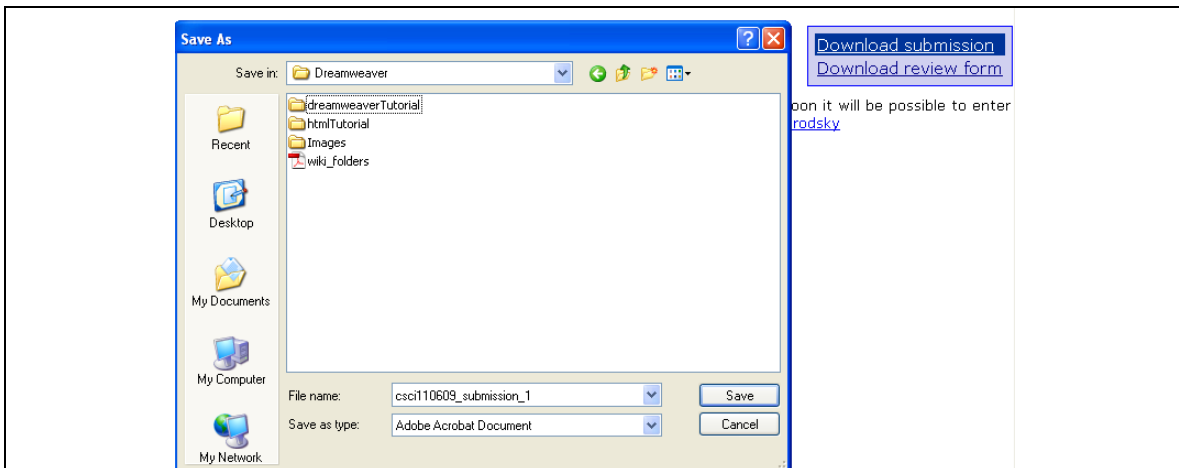 Save As
Save in:
Dreamweaver
Recent
Desktop
My Documents
My Computer
My Network
dreamweaverTutorial
htmlTutorial
Images
wiki_folders
File name:
csci110609_submission_1
Save
Save as type:
Adobe Acrobat Document
Cancel
Download submission
Download review form
oon it will be possible to enter
rodsky